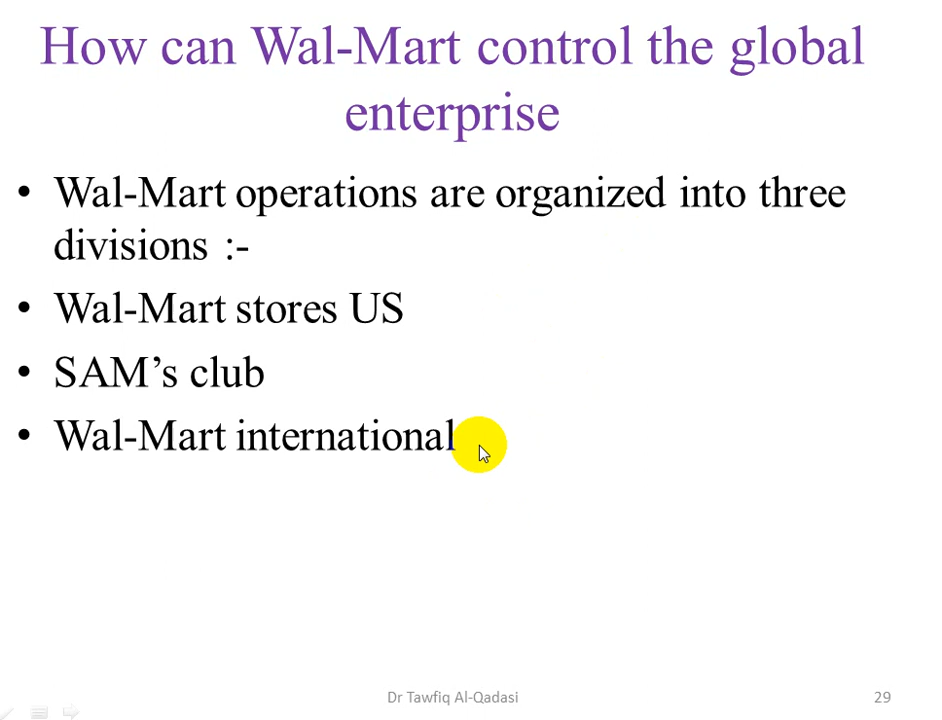 How can Wal-Mart control the global
enterprise
• Wal-Mart operations are organized into three
divisions :-
• Wal-Mart stores US
• SAM’s club
• Wal-Mart international
Dr Tawfiq Al-Qadasi
29